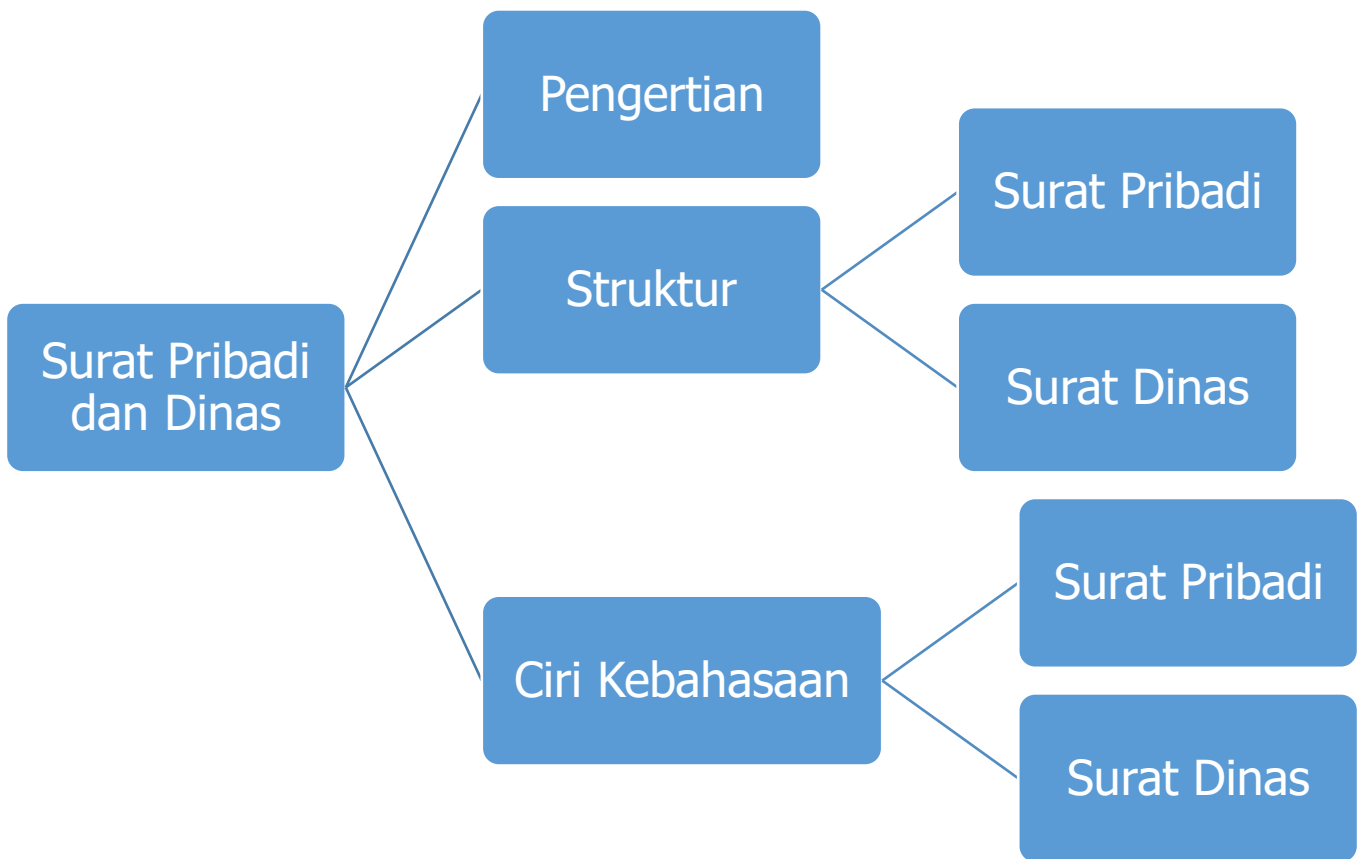 Surat Pribadi
dan Dinas
Pengertian
Struktur
Surat Pribadi
Surat Dinas
Ciri Kebahasaan
Surat Pribadi
Surat Dinas